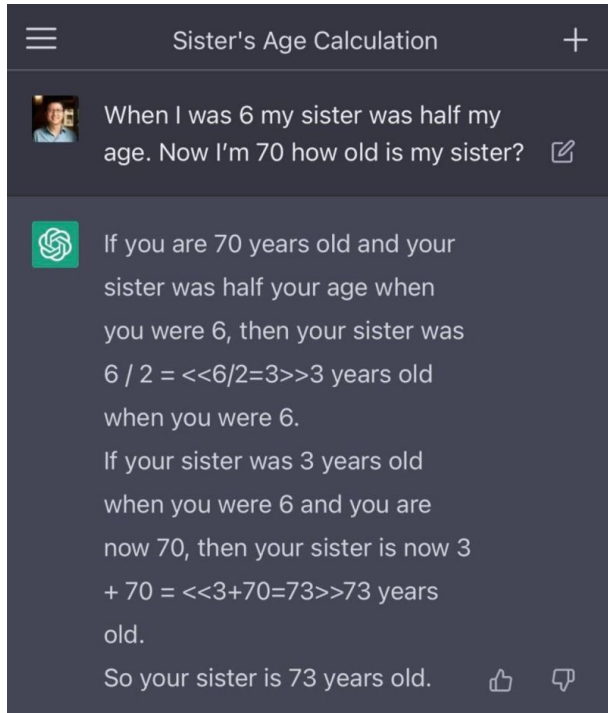 Sister's Age Calculation
When I was 6 my sister was half my
age. Now I’m 70 how old is my sister?
If you are 70 years old and your
sister was half your age when
you were 6, then your sister was
6 / 2 = <<6/2=3>>3 years old
when you were 6.
If your sister was 3 years old
when you were 6 and you are
now 70, then your sister is now 3
+ 70 = <<3+70=73>>73 years
old.
So your sister is 73 years old.